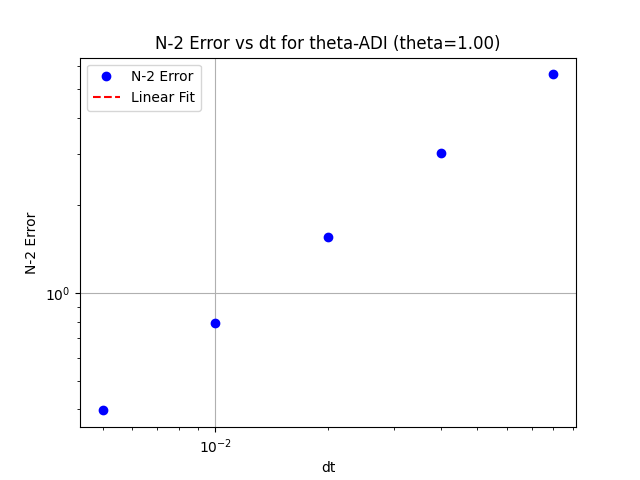 N-2 Error vs dt for theta-ADI (theta=1.00)
N-2 Error
Linear Fit
N-2 Error
10⁰
10⁻²
dt